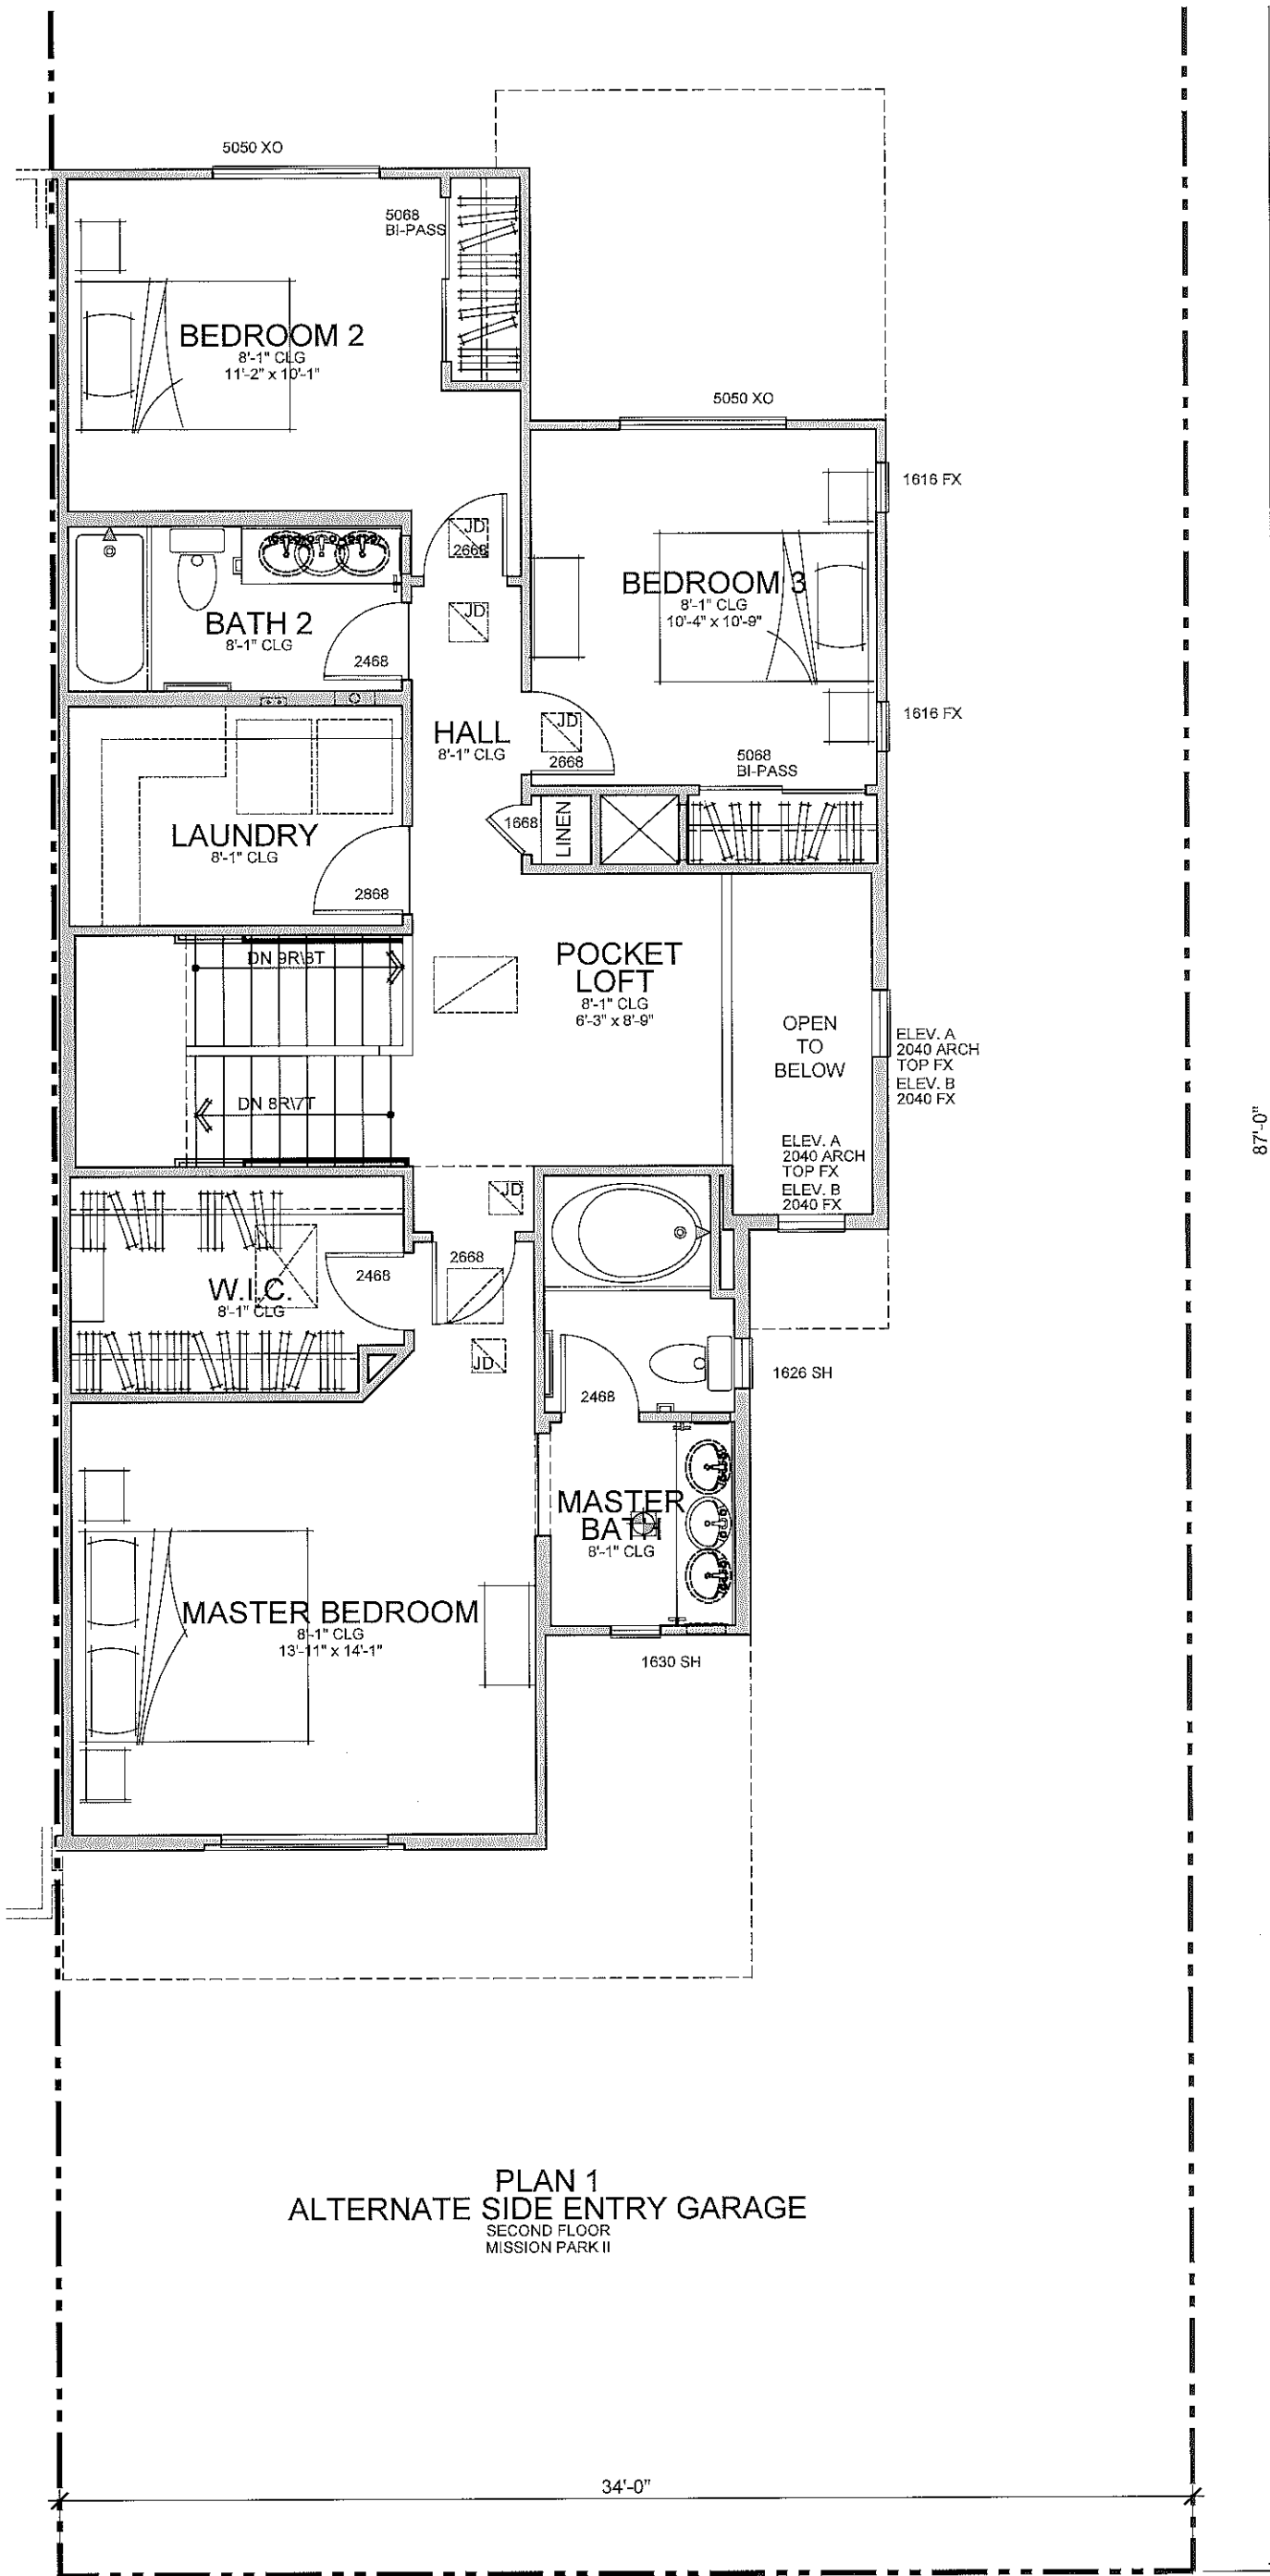 5050 XO
5068
BI-PASS
BEDROOM 2
8'-1" CLG
11'-2" x 10'-1"
5050 XO
1616 FX
JD
2668
BEDROOM 3
8'-1" CLG
10'-4" x 10'-9"
JD
BATH 2
8'-1" CLG
2468
HALL
8'-1" CLG
JD
2668
1616 FX
5068
BI-PASS
1668
LINEN
LAUNDRY
8'-1" CLG
2868
DN 9R\8T
POCKET
LOFT
8'-1" CLG
6'-3" x 8'-9"
OPEN
TO
BELOW
ELEV. A
2040 ARCH
TOP FX
ELEV. B
2040 FX
DN 8R\7T
87'-0"
ELEV. A
2040 ARCH
TOP FX
ELEV. B
2040 FX
JD
2668
2468
W.I.C.
8'-1" CLG
JD
1626 SH
2468
MASTER
BATH
8'-1" CLG
MASTER BEDROOM
8'-1" CLG
13'-11" x 14'-1"
1630 SH
PLAN 1
ALTERNATE SIDE ENTRY GARAGE
SECOND FLOOR
MISSION PARK II
34'-0"